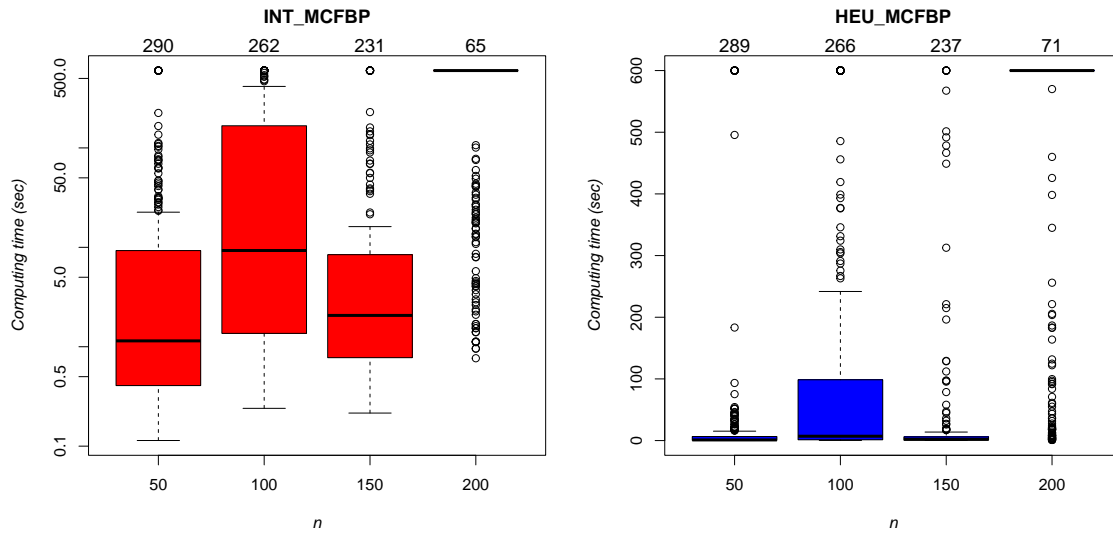 INT_MCFBP
290 262 231 65
500.0
50.0
5.0
0.5
0.1
Computing time (sec)
50 100 150 200
n
HEU_MCFBP
289 266 237 71
600
500
400
300
200
100
0
Computing time (sec)
50 100 150 200
n